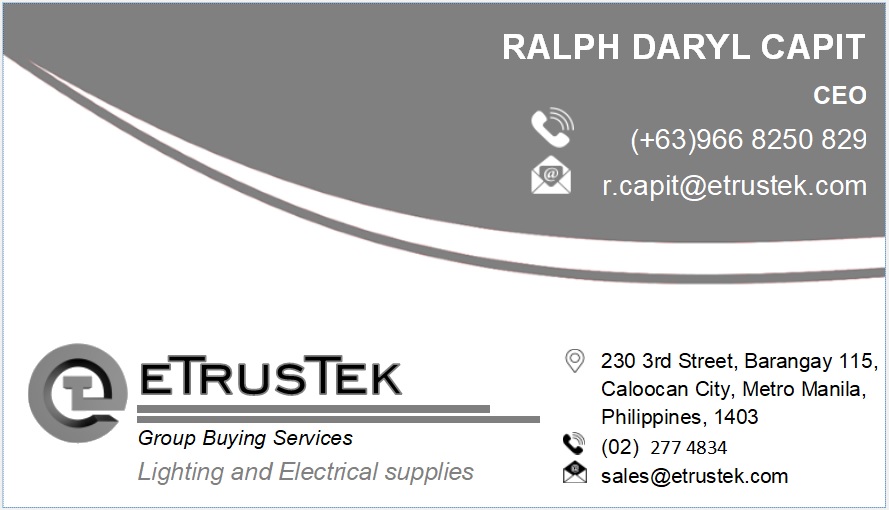 RALPH DARYL CAPIT
CEO
(+63)966 8250 829
r.capit@etrustek.com
eTRUSTEK
Group Buying Services
Lighting and Electrical supplies
230 3rd Street, Barangay 115,
Caloocan City, Metro Manila,
Philippines, 1403
(02) 277 4834
sales@etrustek.com